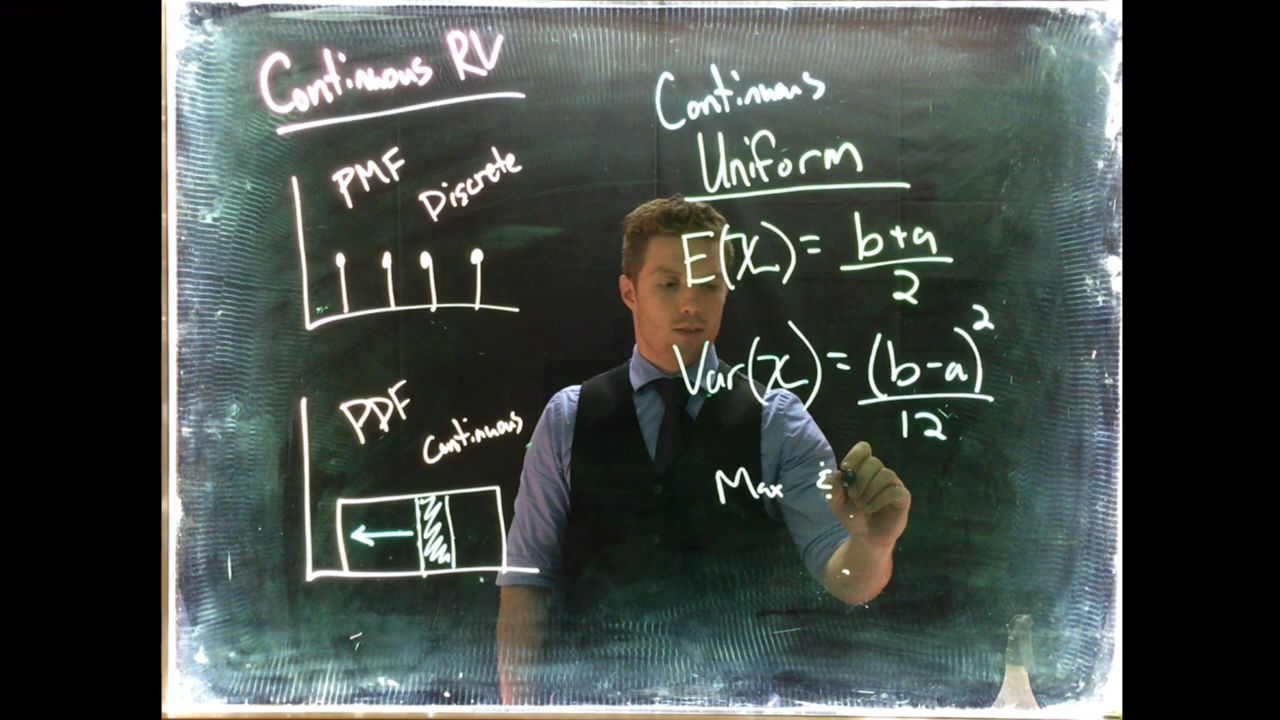 Continuous RV
PMF
Discrete
PDF
Continuous
Continuous
Uniform
E(x) = b+a
2
Var(x) = (b-a)²
12
Max &